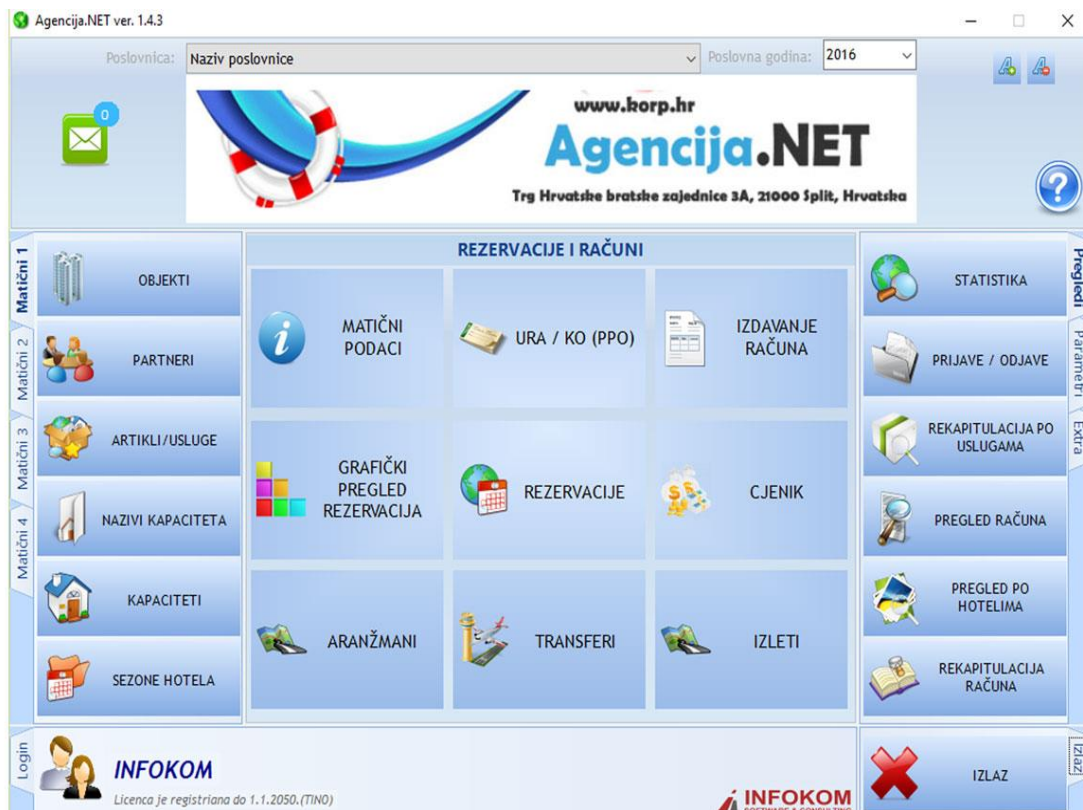 Agencija.NET ver. 1.4.3
Poslovnica:
Naziv poslovnice
Poslovna godina:
2016
0
www.korp.hr
Agencija.NET
Trg Hrvatske bratske zajednice 3A, 21000 Split, Hrvatska
Matični 1
Matični 2
Matični 3
Matični 4
OBJEKTI
PARTNERI
ARTIKLI/USLUGE
NAZIVI KAPACITETA
KAPACITETI
SEZONE HOTELA
REZERVACIJE I RAČUNI
MATIČNI
PODACI
URA / KO (PPO)
IZDAVANJE
RAČUNA
GRAFIČKI
PREGLED
REZERVACIJA
REZERVACIJE
CJENIK
ARANŽMANI
TRANSFERI
IZLETI
STATISTIKA
PRIJAVE / ODJAVE
REKAPITULACIJA PO
USLUGAMA
PREGLED RAČUNA
PREGLED PO
HOTELIMA
REKAPITULACIJA
RAČUNA
Pregledi
Parametri
Extra
Login
INFOKOM
Licenca je registriana do 1.1.2050.(TINO)
INFOKOM
SOFTWARE & CONSULTING
IZLAZ
Izlaz